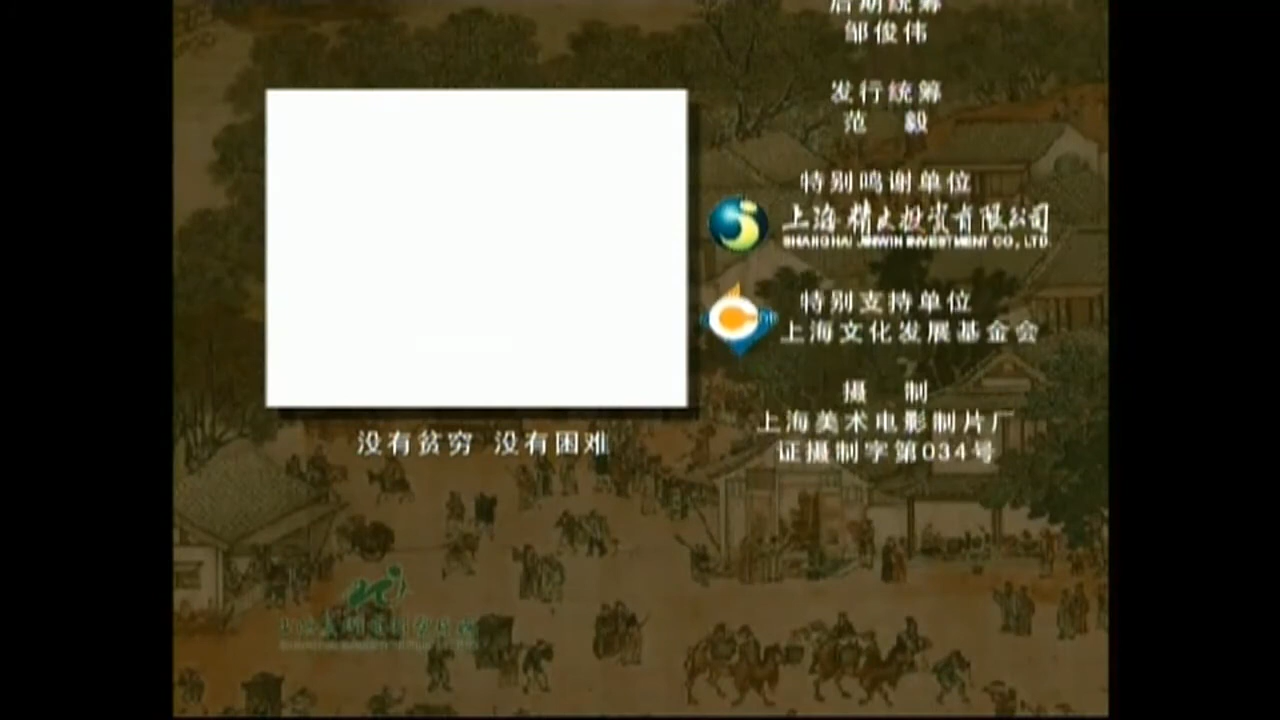 后期统筹
邹俊伟
发行统筹
范 毅
特别鸣谢单位
上海精文投资有限公司
SHANGHAI JINWIN INVESTMENT CO., LTD.
特别支持单位
上海文化发展基金会
摄 制
上海美术电影制片厂
证摄制字第034号
没有贫穷 没有困难